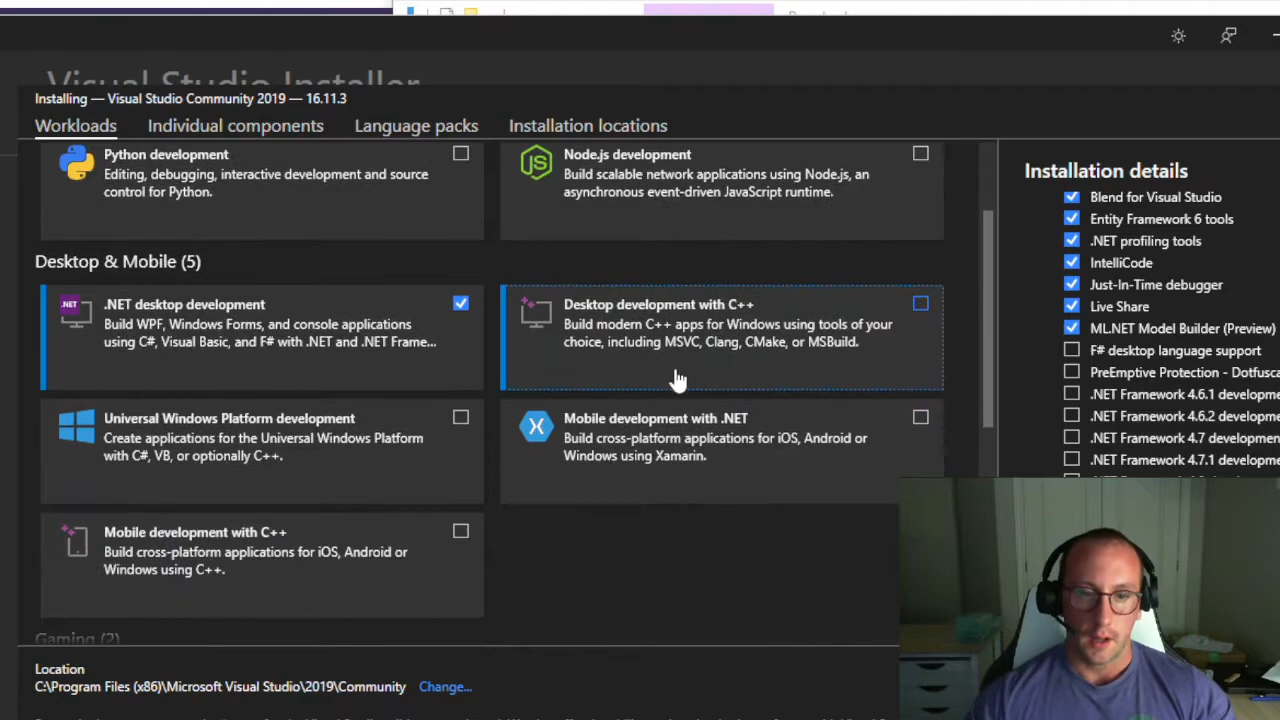 Visual Studio Installer
Installing — Visual Studio Community 2019 — 16.11.3
Workloads
Individual components
Language packs
Installation locations
Python development
Editing, debugging, interactive development and source
control for Python.
Node.js development
Build scalable network applications using Node.js, an
asynchronous event-driven JavaScript runtime.
Desktop & Mobile (5)
.NET
.NET desktop development
Build WPF, Windows Forms, and console applications
using C#, Visual Basic, and F# with .NET and .NET Frame...
Desktop development with C++
Build modern C++ apps for Windows using tools of your
choice, including MSVC, Clang, CMake, or MSBuild.
Universal Windows Platform development
Create applications for the Universal Windows Platform
with C#, VB, or optionally C++.
Mobile development with .NET
Build cross-platform applications for iOS, Android or
Windows using Xamarin.
Mobile development with C++
Build cross-platform applications for iOS, Android or
Windows using C++.
Gaming (2)
Location
C:\Program Files (x86)\Microsoft Visual Studio\2019\Community
Change...
Installation details
Blend for Visual Studio
Entity Framework 6 tools
.NET profiling tools
IntelliCode
Just-In-Time debugger
Live Share
ML.NET Model Builder (Preview)
F# desktop language support
PreEmptive Protection - Dotfusca
.NET Framework 4.6.1 developme
.NET Framework 4.6.2 developme
.NET Framework 4.7 developmen
.NET Framework 4.7.1 developme